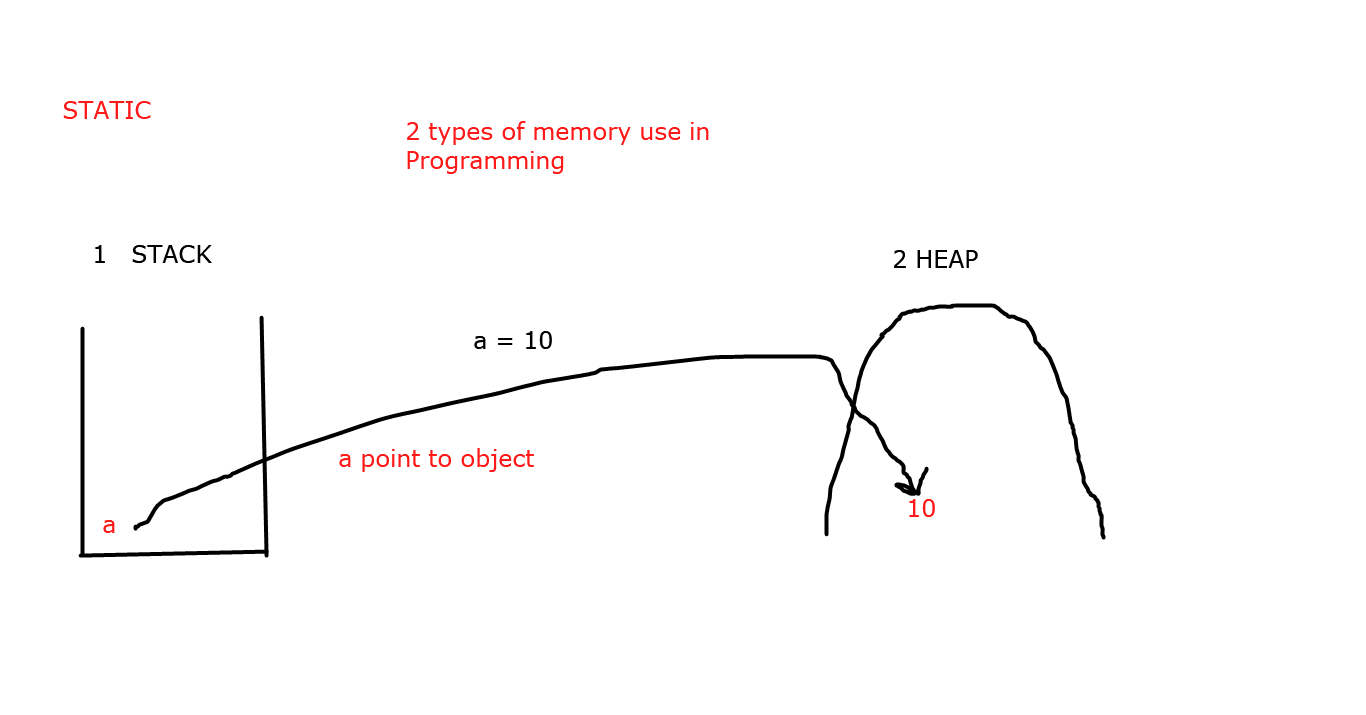 STATIC
2 types of memory use in
Programming
1 STACK
2 HEAP
a = 10
a point to object
a
10